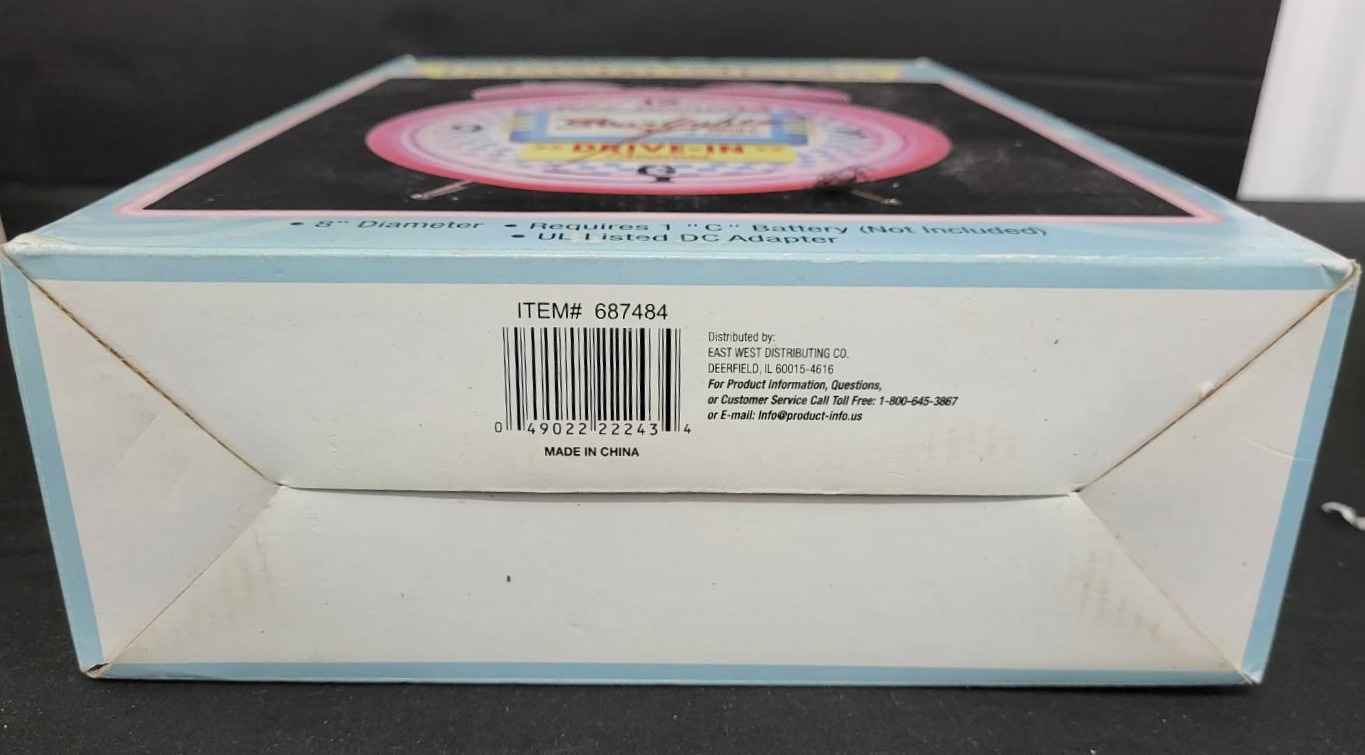 DRIVE-IN
• 8" Diameter • Requires 1 "C" Battery (Not Included)
• UL Listed DC Adapter
ITEM# 687484
0 49022 22243 4
MADE IN CHINA
Distributed by:
EAST WEST DISTRIBUTING CO.
DEERFIELD, IL 60015-4616
For Product Information, Questions,
or Customer Service Call Toll Free: 1-800-645-3867
or E-mail: Info@product-info.us